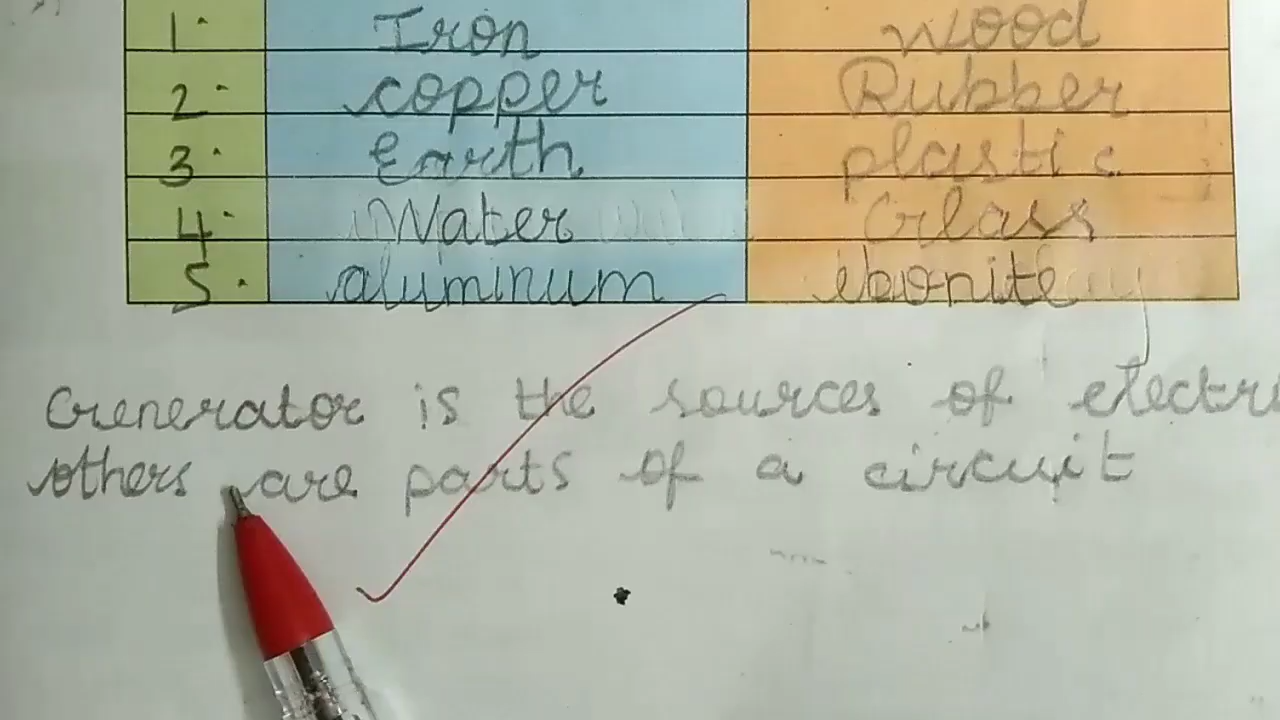 1. Iron wood
2. copper Rubber
3. Earth plastic
4. Water Glass
5. aluminum ebonite
Generator is the sources of electri
others are parts of a circuit